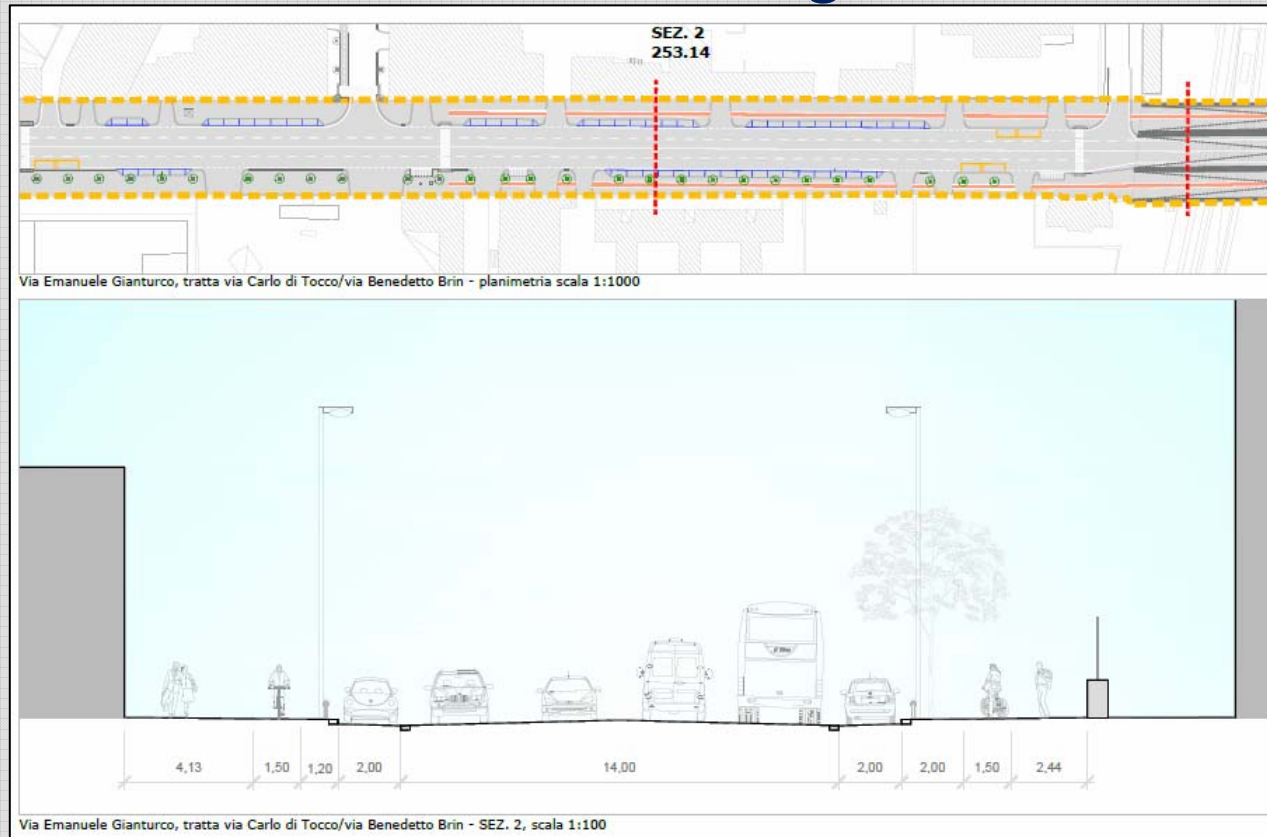 SEZ. 2
253.14
Via Emanuele Gianturco, tratta via Carlo di Tocco/via Benedetto Brin - planimetria scala 1:1000
4,13 1,50 1,20 2,00 14,00 2,00 2,00 1,50 2,44
Via Emanuele Gianturco, tratta via Carlo di Tocco/via Benedetto Brin - SEZ. 2, scala 1:100